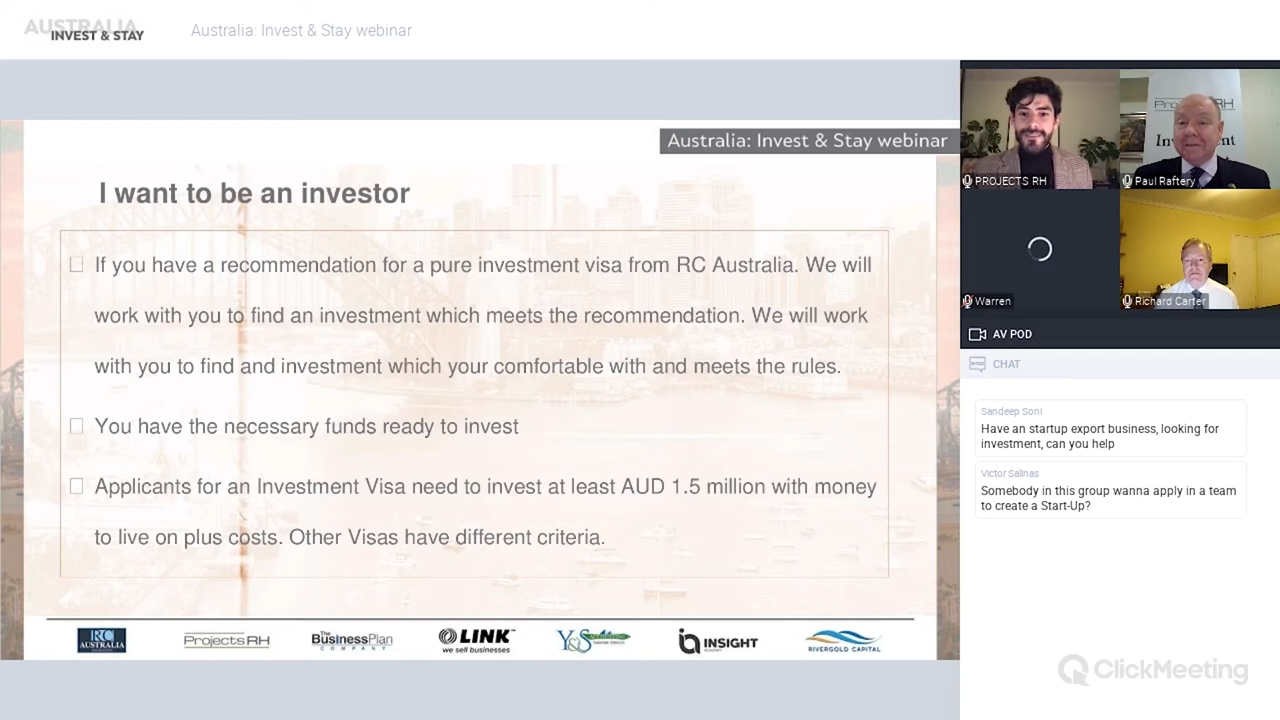 AUSTRALIA
INVEST & STAY
Australia: Invest & Stay webinar
Australia: Invest & Stay webinar
I want to be an investor
If you have a recommendation for a pure investment visa from RC Australia. We will
work with you to find an investment which meets the recommendation. We will work
with you to find and investment which your comfortable with and meets the rules.
You have the necessary funds ready to invest
Applicants for an Investment Visa need to invest at least AUD 1.5 million with money
to live on plus costs. Other Visas have different criteria.
RC
AUSTRALIA
ProjectsRH
The
BusinessPlan
COMPANY
LINK
we sell businesses
Y&S
INSIGHT
RIVERGOLD CAPITAL
PROJECTS RH
Paul Raftery
Warren
Richard Carter
AV POD
CHAT
Sandeep Soni
Have an startup export business, looking for
investment, can you help
Victor Salinas
Somebody in this group wanna apply in a team
to create a Start-Up?
ClickMeeting